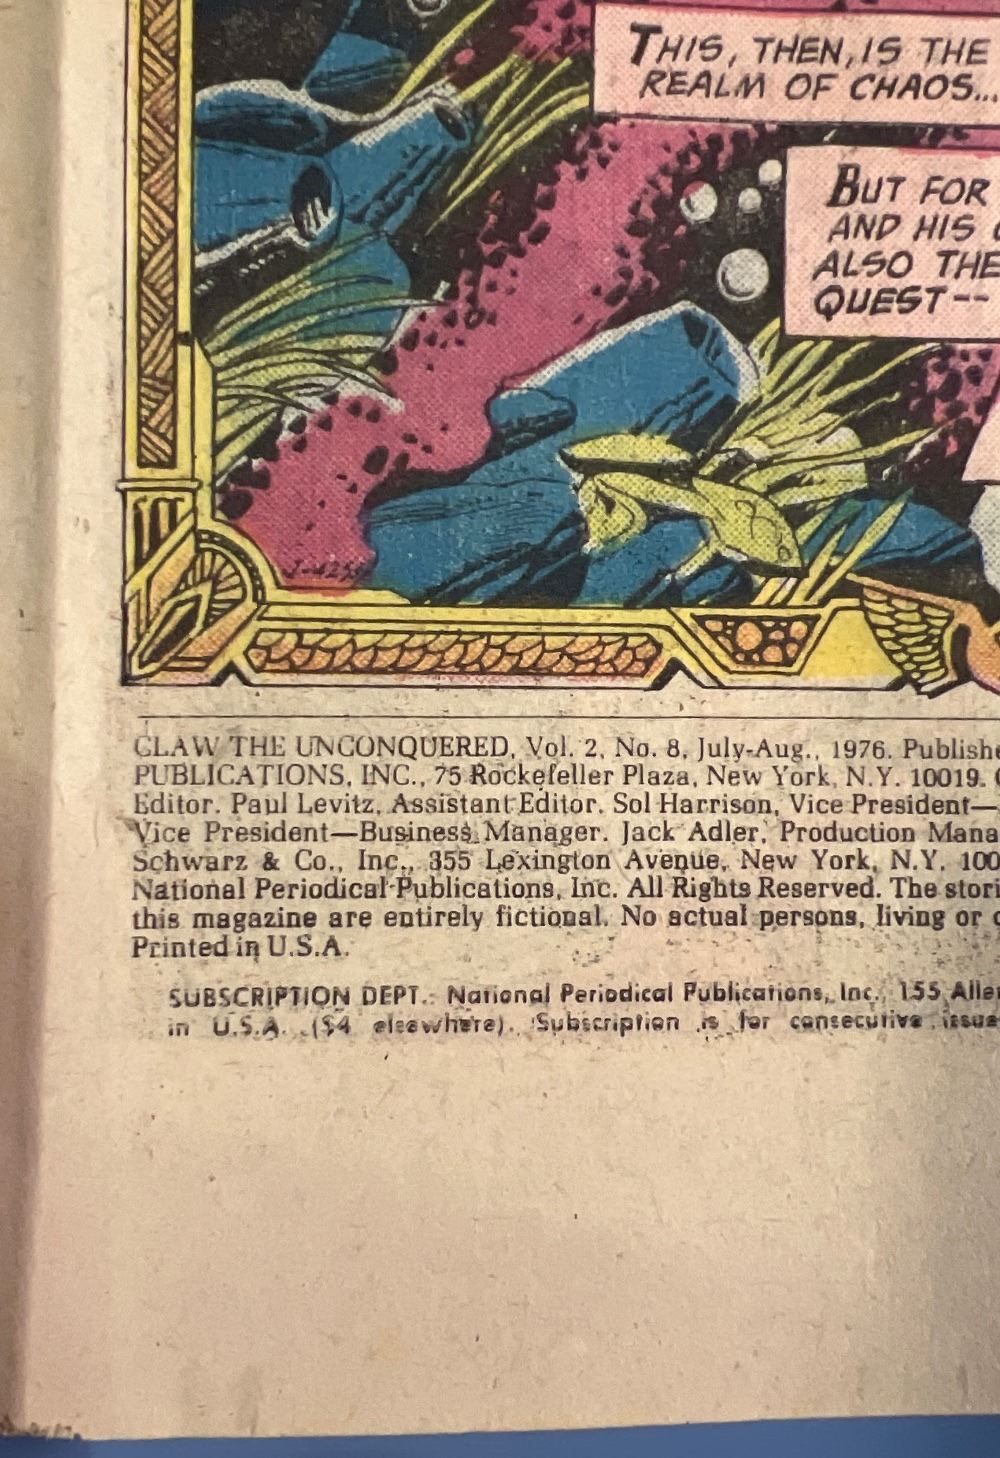 THIS, THEN, IS THE
REALM OF CHAOS...
BUT FOR
AND HIS
ALSO THE
QUEST--
CLAW THE UNCONQUERED, Vol. 2, No. 8, July-Aug., 1976. Publishe
PUBLICATIONS, INC., 75 Rockefeller Plaza, New York, N.Y. 10019.
Editor. Paul Levitz, Assistant Editor. Sol Harrison, Vice President—
Vice President—Business Manager. Jack Adler, Production Mana
Schwarz & Co., Inc., 355 Lexington Avenue, New York, N.Y. 100
National Periodical Publications, Inc. All Rights Reserved. The stori
this magazine are entirely fictional. No actual persons, living or
Printed in U.S.A.
SUBSCRIPTION DEPT.: National Periodical Publications, Inc., 155 Aller
in U.S.A. ($4 elsewhere). Subscription is for consecutive issue